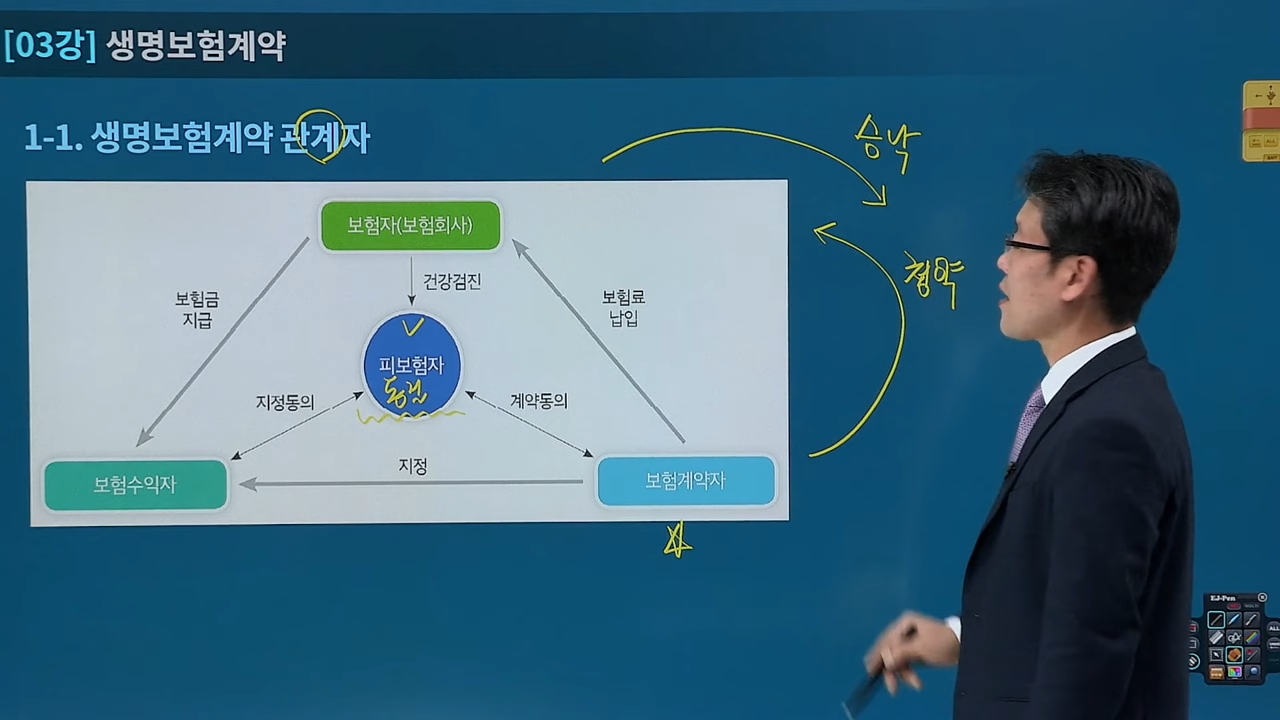 [03강] 생명보험계약
1-1. 생명보험계약 관계자
승낙
보험자(보험회사)
청약
건강검진
보험금
지급
보험료
납입
피보험자
지정동의
계약동의
지정
보험수익자
보험계약자
EJ-Pen